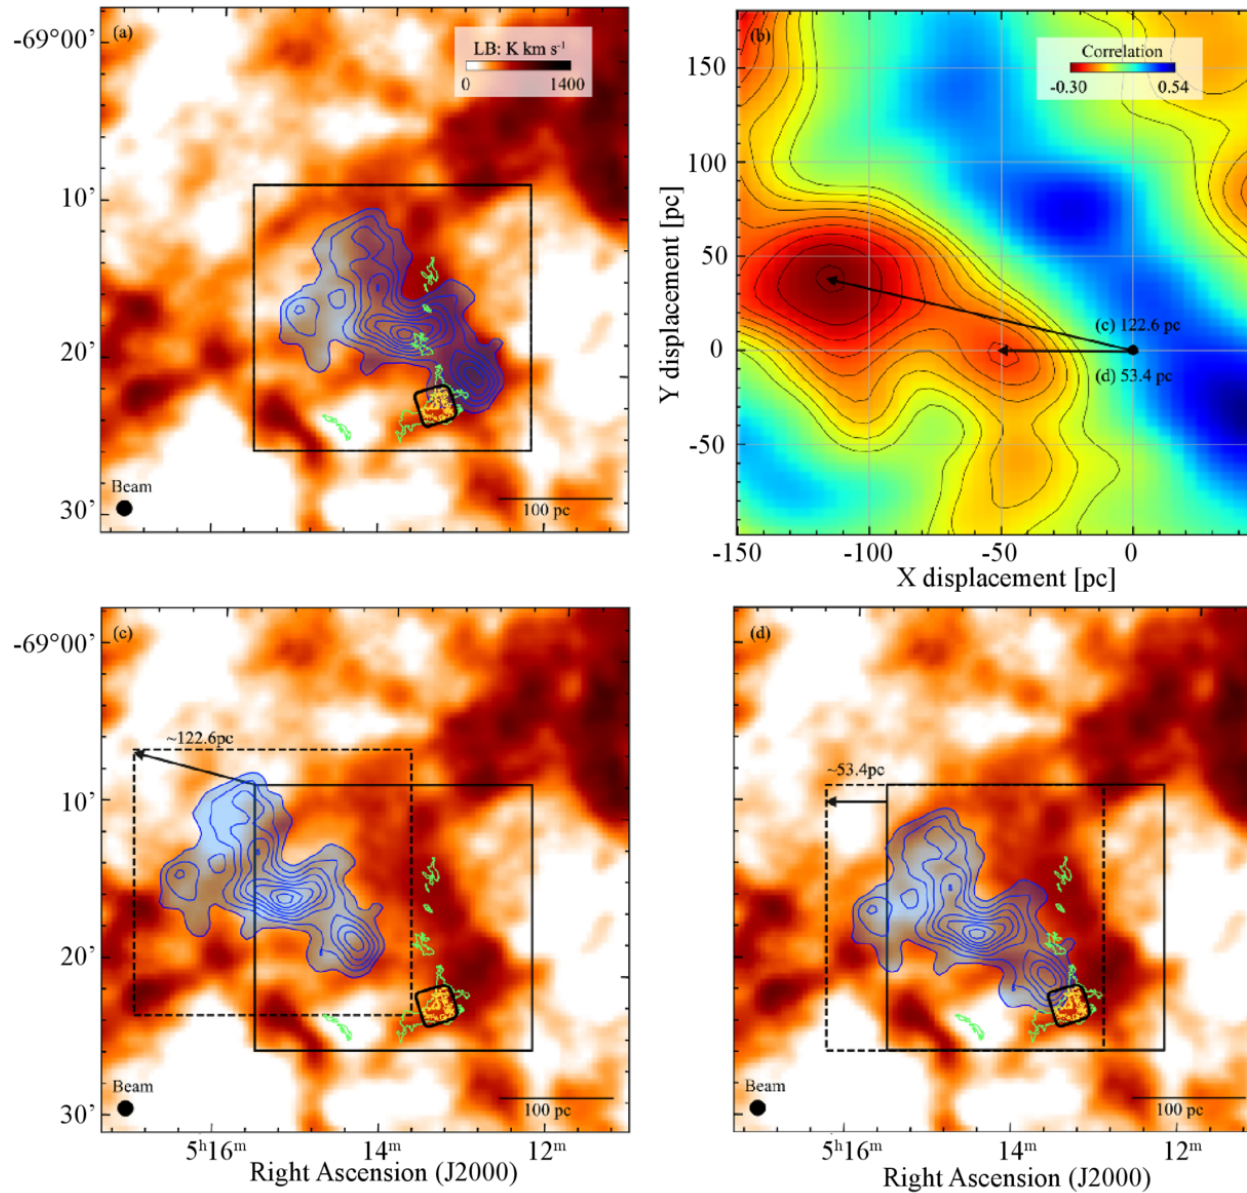 (a)
LB: K km s⁻¹
0 1400
-69°00’
10’
20’
30’
Beam
100 pc
(b)
Correlation
-0.30 0.54
150
100
50
0
-50
Y displacement [pc]
(c) 122.6 pc
(d) 53.4 pc
-150 -100 -50 0
X displacement [pc]
(c)
-69°00’
~122.6pc
10’
20’
30’
Beam
100 pc
5ʰ16ᵐ 14ᵐ 12ᵐ
Right Ascension (J2000)
(d)
~53.4pc
10’
20’
30’
Beam
100 pc
5ʰ16ᵐ 14ᵐ 12ᵐ
Right Ascension (J2000)